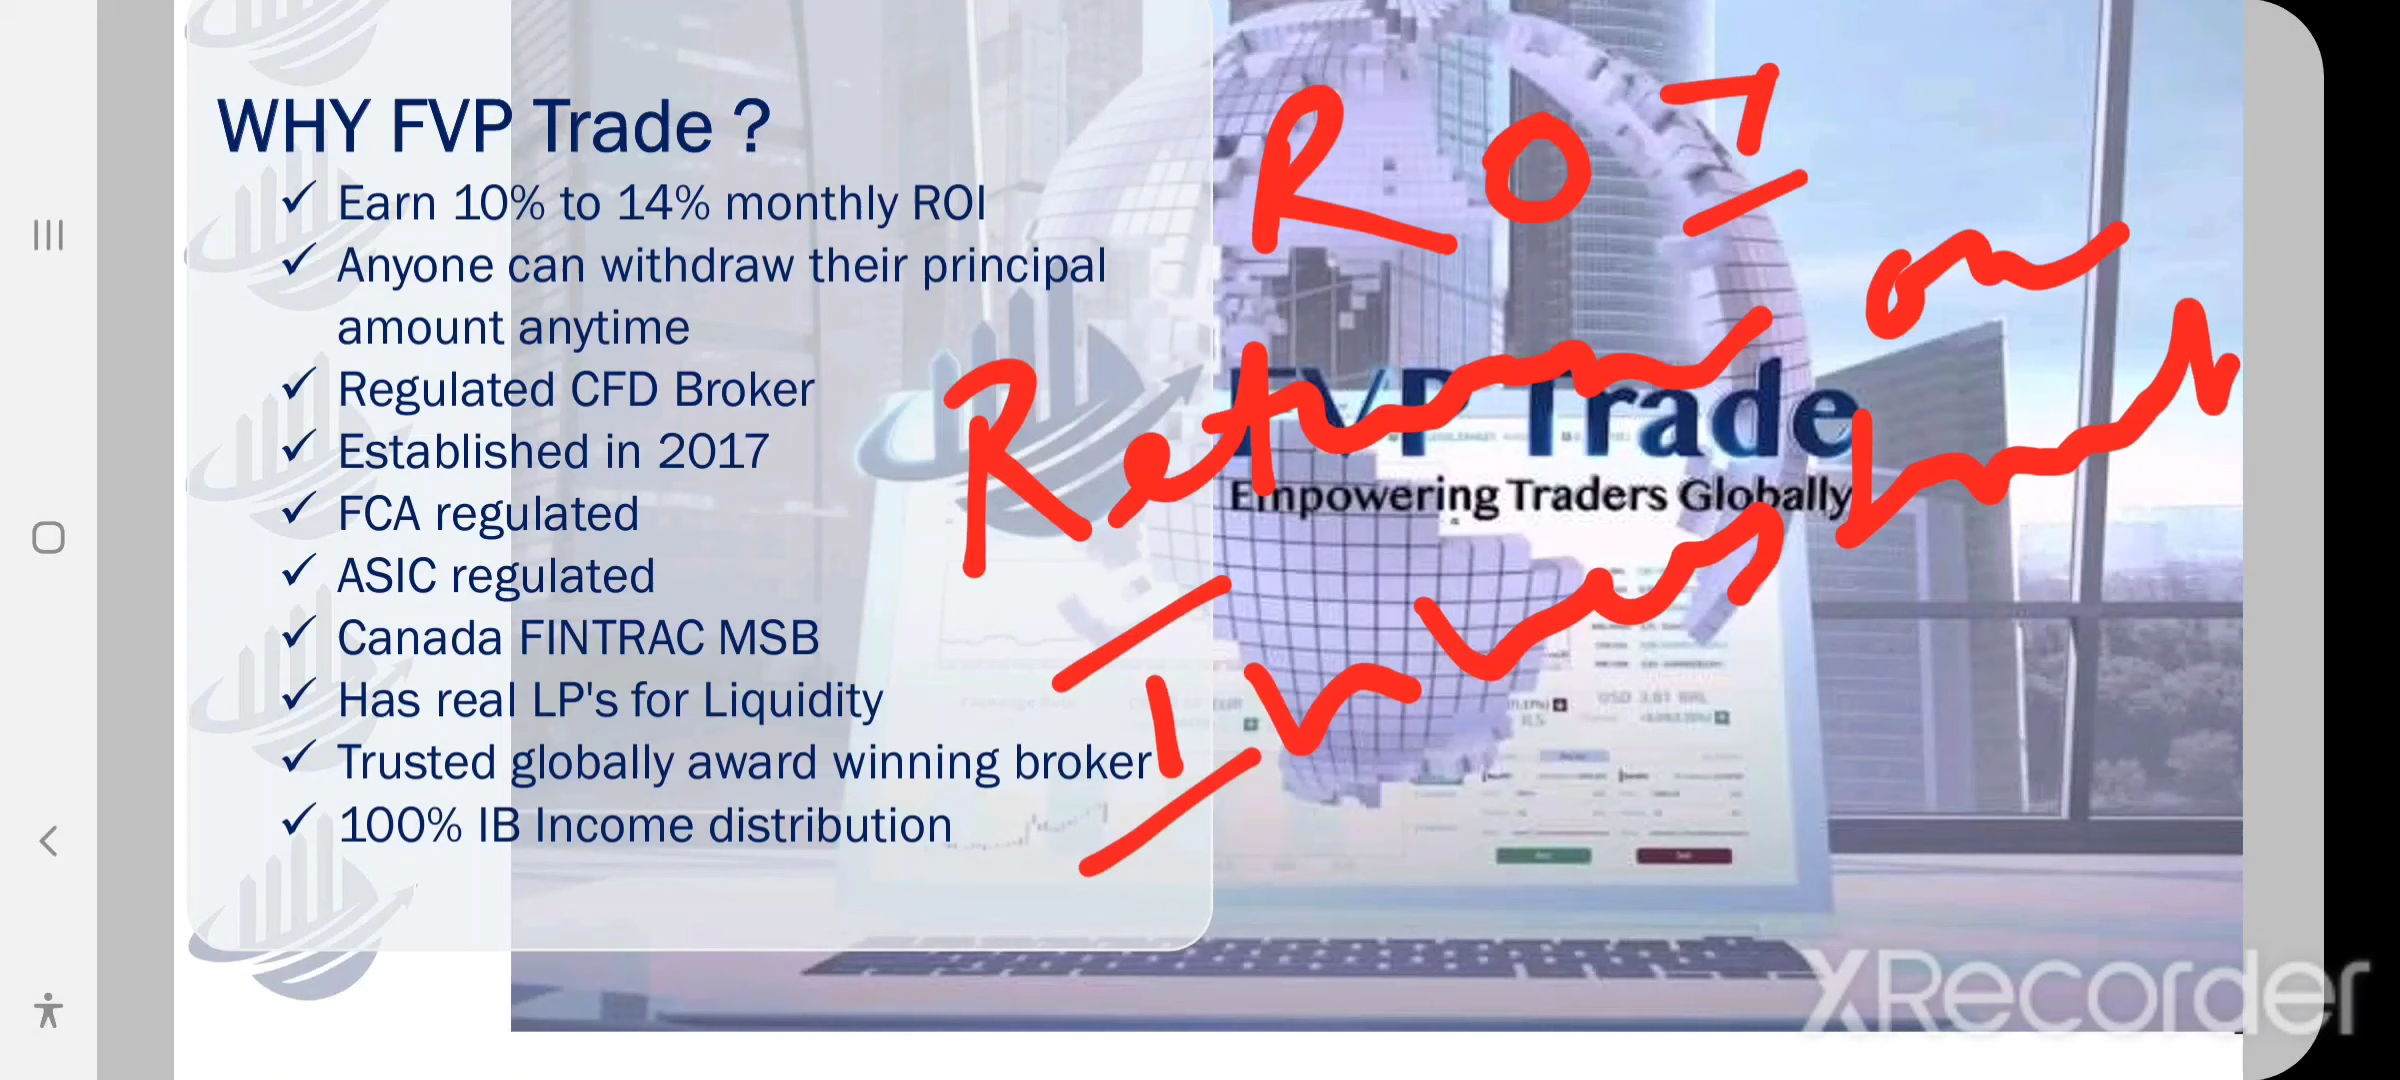 WHY FVP Trade ?
✓ Earn 10% to 14% monthly ROI
✓ Anyone can withdraw their principal
amount anytime
✓ Regulated CFD Broker
✓ Established in 2017
✓ FCA regulated
✓ ASIC regulated
✓ Canada FINTRAC MSB
✓ Has real LP's for Liquidity
✓ Trusted globally award winning broker
✓ 100% IB Income distribution
ROI
Return on
Investment
FVP Trade
Empowering Traders Globally
XRecorder